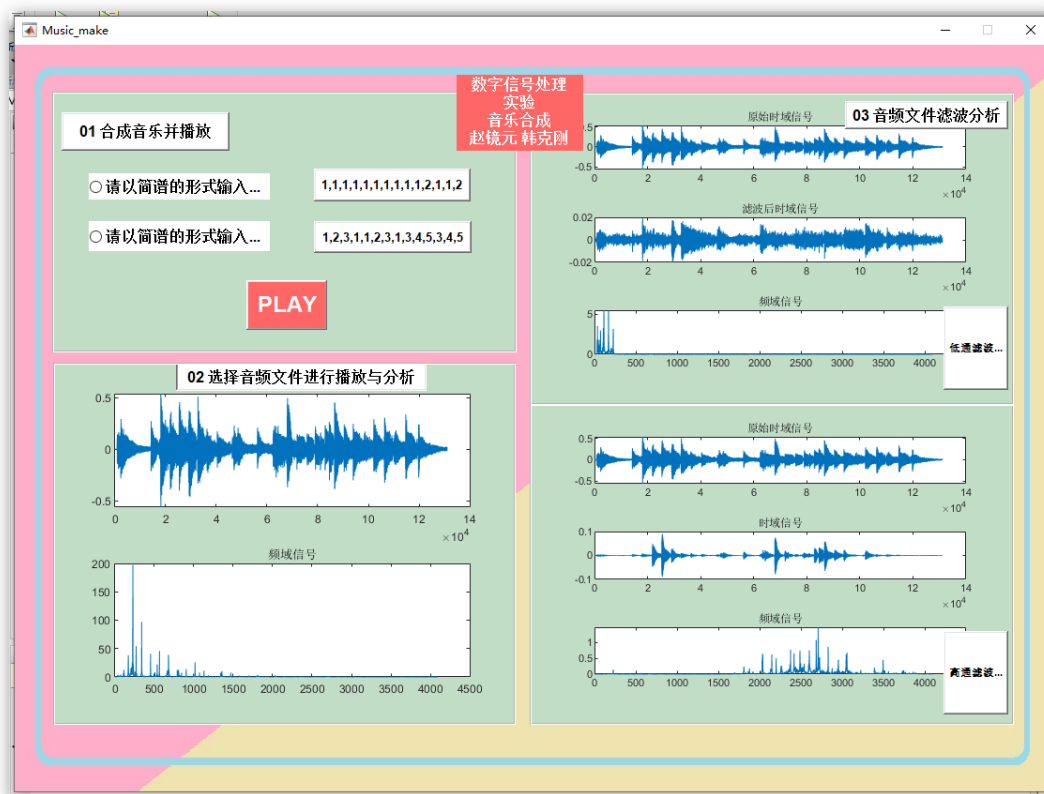 Music_make
数字信号处理
实验
音乐合成
赵镜元 韩克刚
01 合成音乐并播放
请以简谱的形式输入...
1,1,1,1,1,1,1,1,1,1,2,1,1,2
请以简谱的形式输入...
1,2,3,1,1,2,3,1,3,4,5,3,4,5
PLAY
02 选择音频文件进行播放与分析
0.5
0
-0.5
0 2 4 6 8 10 12 14
×10⁴
频域信号
200
150
100
50
0
0 500 1000 1500 2000 2500 3000 3500 4000 4500
03 音频文件滤波分析
原始时域信号
0.5
0
-0.5
0 2 4 6 8 10 12 14
×10⁴
滤波后时域信号
0.02
0
-0.02
0 2 4 6 8 10 12 14
×10⁴
频域信号
5
0
0 500 1000 1500 2000 2500 3000 3500 4000
低通滤波...
原始时域信号
0.5
0
-0.5
0 2 4 6 8 10 12 14
×10⁴
时域信号
0.1
0
-0.1
0 2 4 6 8 10 12 14
×10⁴
频域信号
1
0.5
0
0 500 1000 1500 2000 2500 3000 3500 4000
高通滤波...